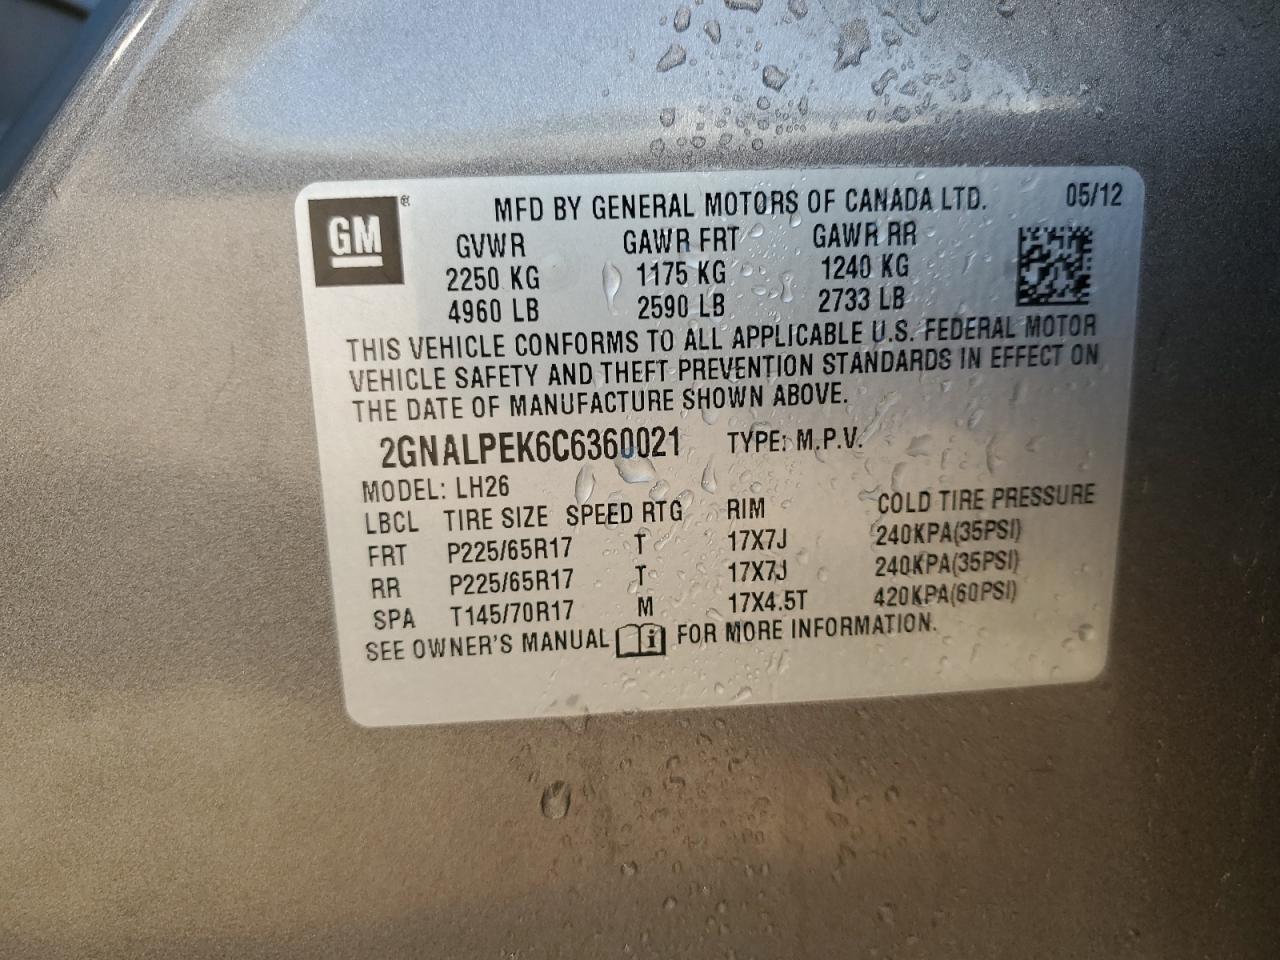 GM®
MFD BY GENERAL MOTORS OF CANADA LTD. 05/12
GVWR GAWR FRT GAWR RR
2250 KG 1175 KG 1240 KG
4960 LB 2590 LB 2733 LB
THIS VEHICLE CONFORMS TO ALL APPLICABLE U.S. FEDERAL MOTOR
VEHICLE SAFETY AND THEFT PREVENTION STANDARDS IN EFFECT ON
THE DATE OF MANUFACTURE SHOWN ABOVE.
2GNALPEK6C6360021 TYPE: M.P.V.
MODEL: LH26
LBCL TIRE SIZE SPEED RTG RIM COLD TIRE PRESSURE
FRT P225/65R17 T 17X7J 240KPA(35PSI)
RR P225/65R17 T 17X7J 240KPA(35PSI)
SPA T145/70R17 M 17X4.5T 420KPA(60PSI)
SEE OWNER'S MANUAL i FOR MORE INFORMATION.